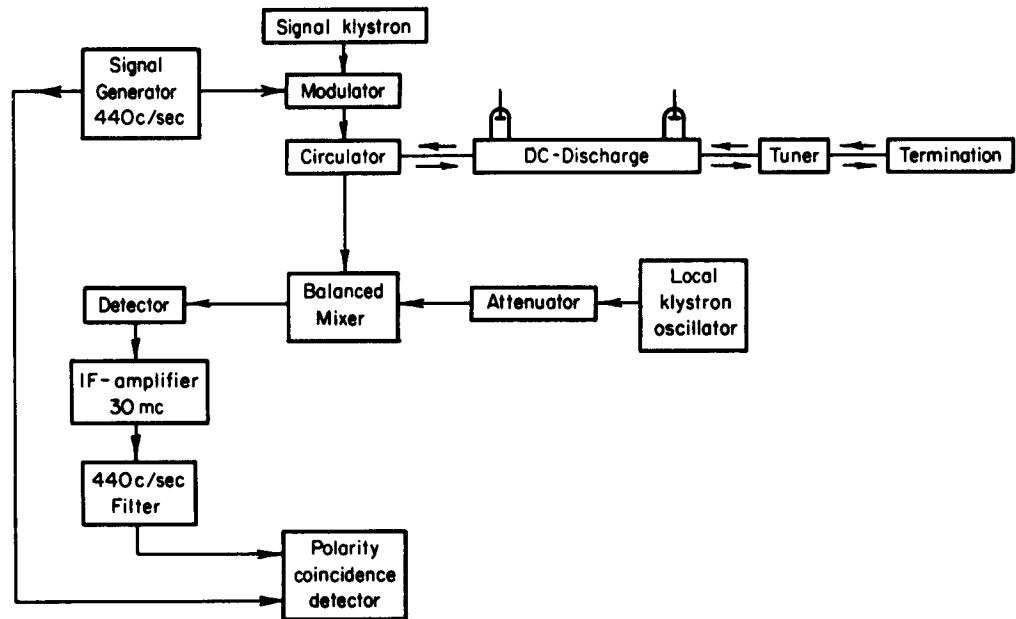 Signal klystron
Signal
Generator
440c/sec
Modulator
Circulator
DC-Discharge
Tuner
Termination
Detector
Balanced
Mixer
Attenuator
Local
klystron
oscillator
IF-amplifier
30 mc
440c/sec
Filter
Polarity
coincidence
detector